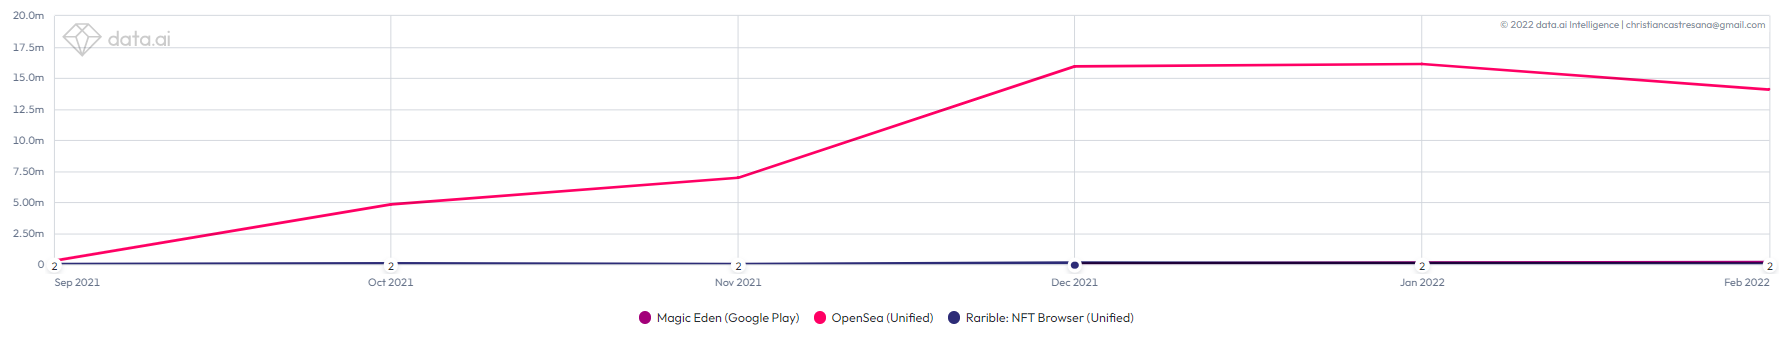 20.0m
data.ai
© 2022 data.ai Intelligence | christiancastresana@gmail.com
17.5m
15.0m
12.5m
10.0m
7.50m
5.00m
2.50m
0
2 2 2 2 2
Sep 2021 Oct 2021 Nov 2021 Dec 2021 Jan 2022 Feb 2022
Magic Eden (Google Play) OpenSea (Unified) Rarible: NFT Browser (Unified)